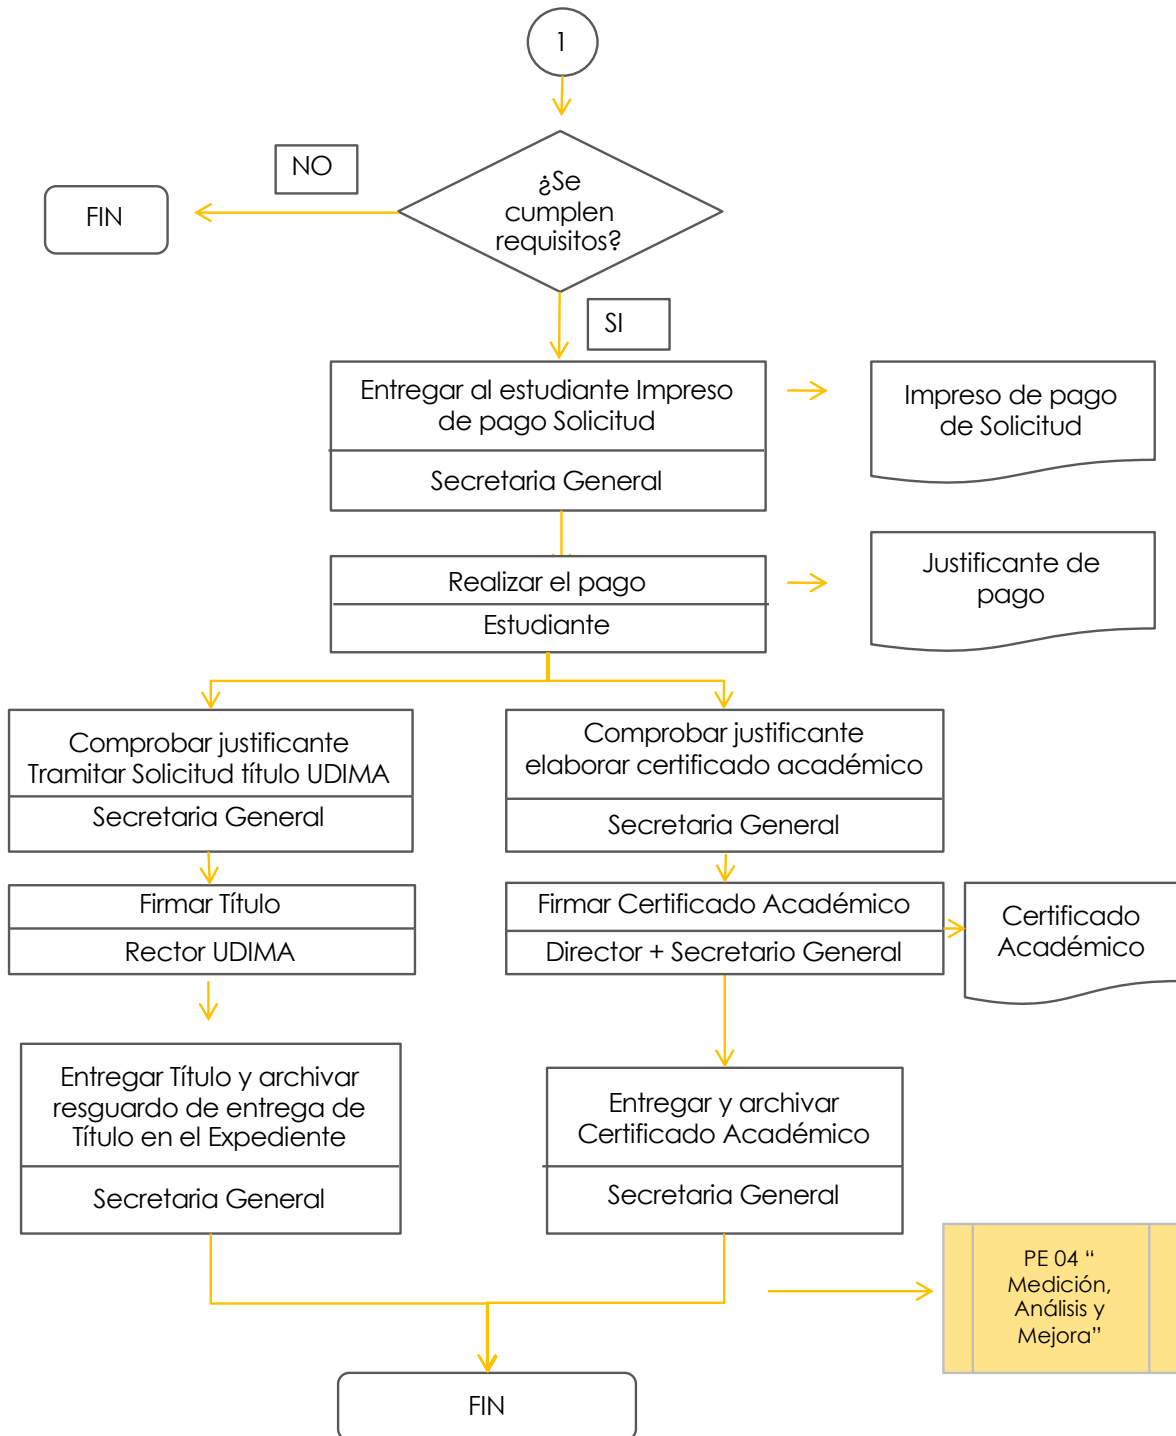 1
NO
¿Se
cumplen
requisitos?
FIN
SI
Entregar al estudiante Impreso
de pago Solicitud
Secretaria General
Impreso de pago
de Solicitud
Realizar el pago
Estudiante
Justificante de
pago
Comprobar justificante
Tramitar Solicitud título UDIMA
Secretaria General
Comprobar justificante
elaborar certificado académico
Secretaria General
Firmar Título
Rector UDIMA
Firmar Certificado Académico
Director + Secretario General
Certificado
Académico
Entregar Título y archivar
resguardo de entrega de
Título en el Expediente
Secretaria General
Entregar y archivar
Certificado Académico
Secretaria General
PE 04 “
Medición,
Análisis y
Mejora”
FIN